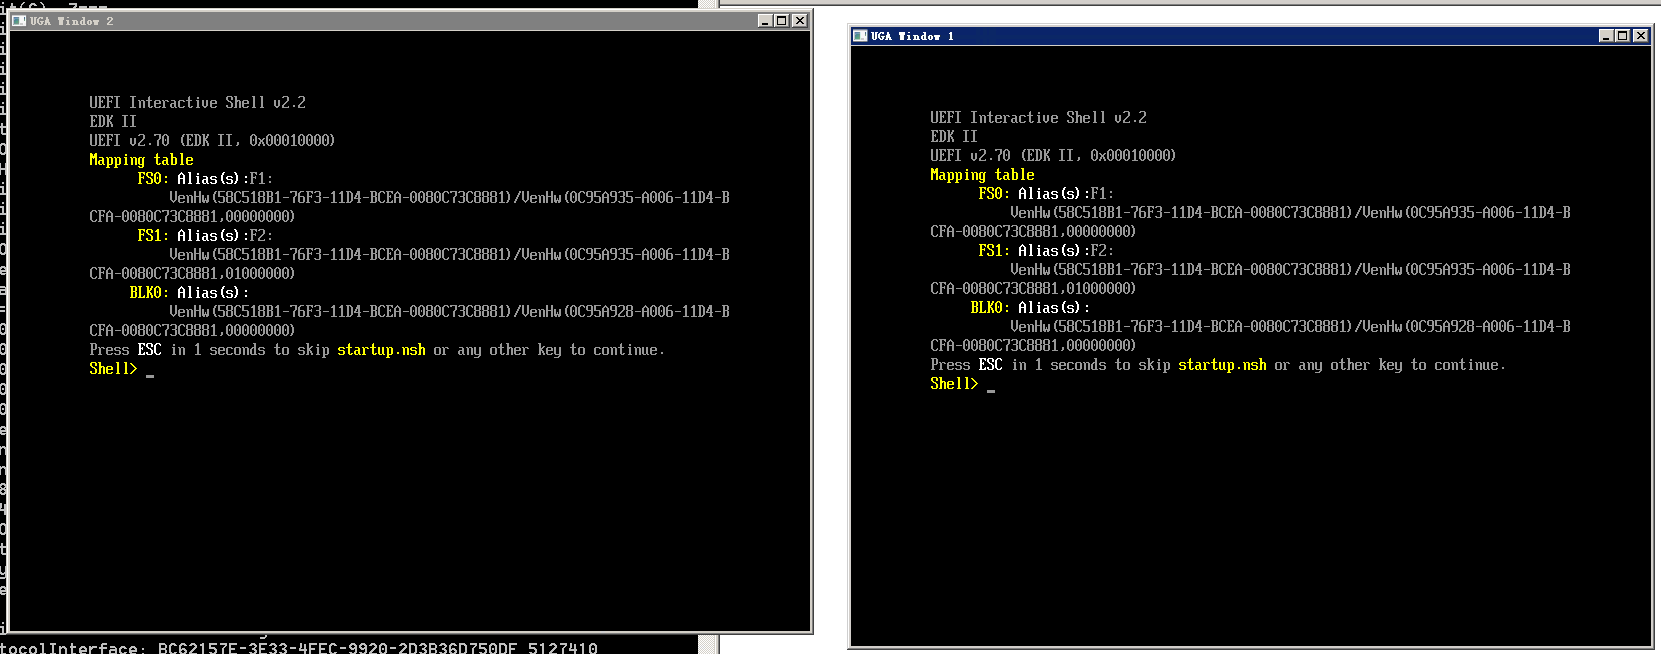 UGA Window 2
UEFI Interactive Shell v2.2
EDK II
UEFI v2.70 (EDK II, 0x00010000)
Mapping table
FS0: Alias(s):F1:
VenHw(58C518B1-76F3-11D4-BCEA-0080C73C8881)/VenHw(0C95A935-A006-11D4-B
CFA-0080C73C8881,00000000)
FS1: Alias(s):F2:
VenHw(58C518B1-76F3-11D4-BCEA-0080C73C8881)/VenHw(0C95A935-A006-11D4-B
CFA-0080C73C8881,01000000)
BLK0: Alias(s):
VenHw(58C518B1-76F3-11D4-BCEA-0080C73C8881)/VenHw(0C95A928-A006-11D4-B
CFA-0080C73C8881,00000000)
Press ESC in 1 seconds to skip startup.nsh or any other key to continue.
Shell> _
tocolInterface: BC62157E-3E33-4FEC-9920-2D3B36D750DF 5127410
UGA Window 1
UEFI Interactive Shell v2.2
EDK II
UEFI v2.70 (EDK II, 0x00010000)
Mapping table
FS0: Alias(s):F1:
VenHw(58C518B1-76F3-11D4-BCEA-0080C73C8881)/VenHw(0C95A935-A006-11D4-B
CFA-0080C73C8881,00000000)
FS1: Alias(s):F2:
VenHw(58C518B1-76F3-11D4-BCEA-0080C73C8881)/VenHw(0C95A935-A006-11D4-B
CFA-0080C73C8881,01000000)
BLK0: Alias(s):
VenHw(58C518B1-76F3-11D4-BCEA-0080C73C8881)/VenHw(0C95A928-A006-11D4-B
CFA-0080C73C8881,00000000)
Press ESC in 1 seconds to skip startup.nsh or any other key to continue.
Shell> _